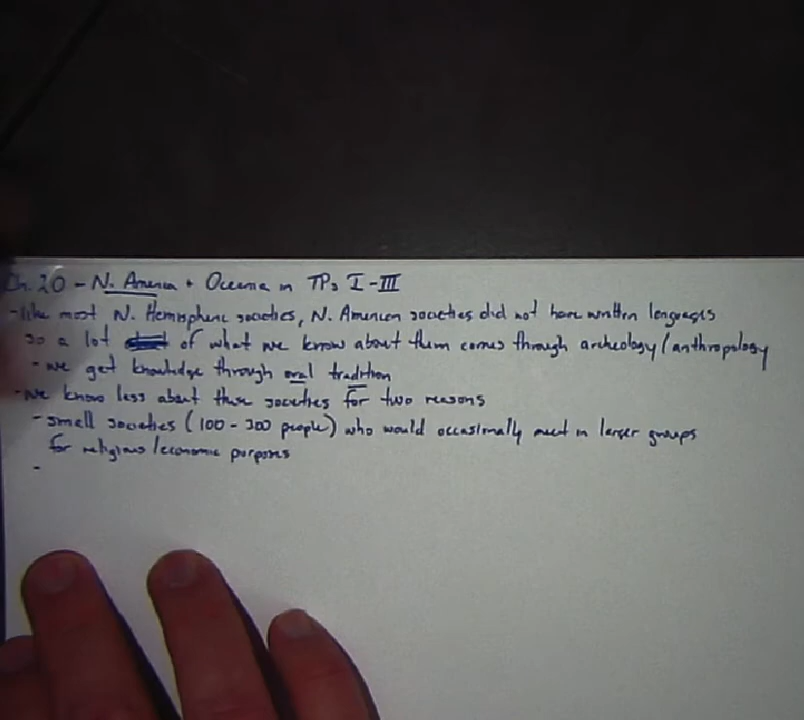 Ch. 20 - N. America + Oceania in TPs I-III
- like most N. Hemisphere societies, N. American societies did not have written languages
so a lot of what we know about them comes through archeology/anthropology
- we get knowledge through oral tradition
- we know less about these societies for two reasons
- small societies (100 - 300 people) who would occasionally meet in larger groups
for religious/economic purposes
-